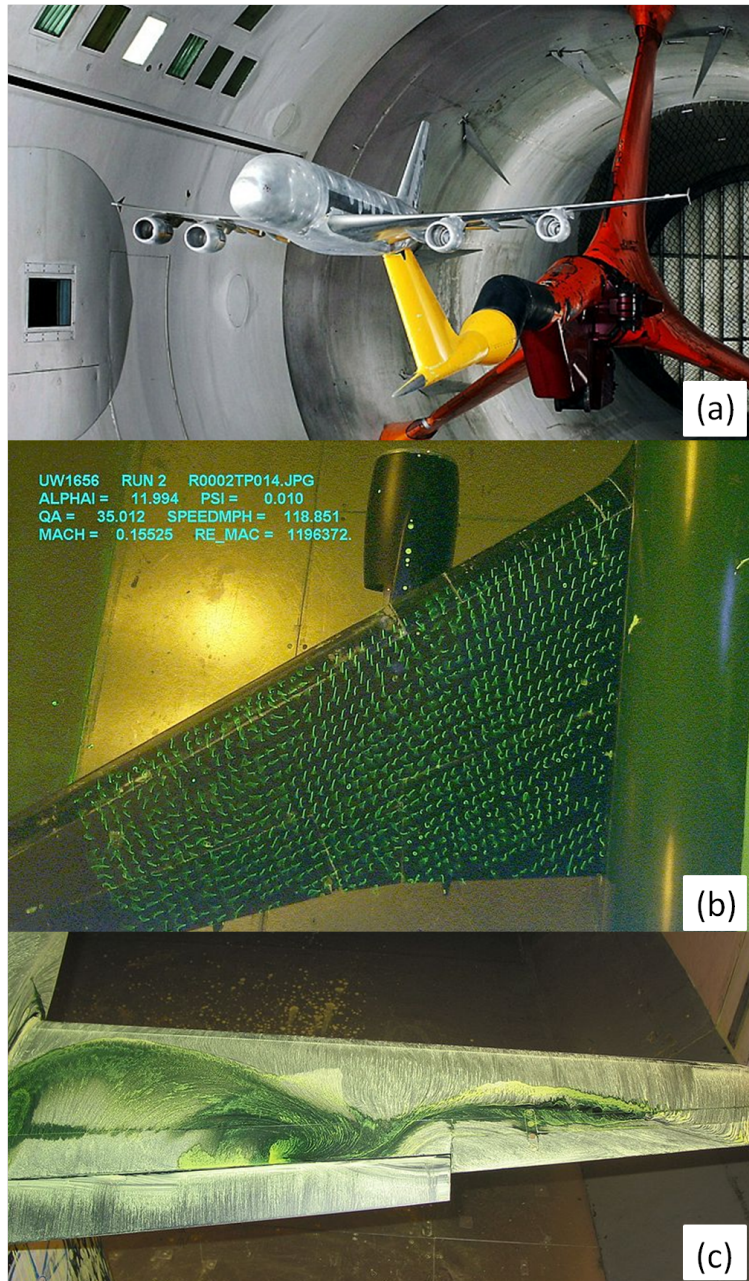 (a)
UW1656 RUN 2 R0002TP014.JPG
ALPHAI = 11.994 PSI = 0.010
QA = 35.012 SPEEDMPH = 118.851
MACH = 0.15525 RE_MAC = 1196372.
(b)
(c)